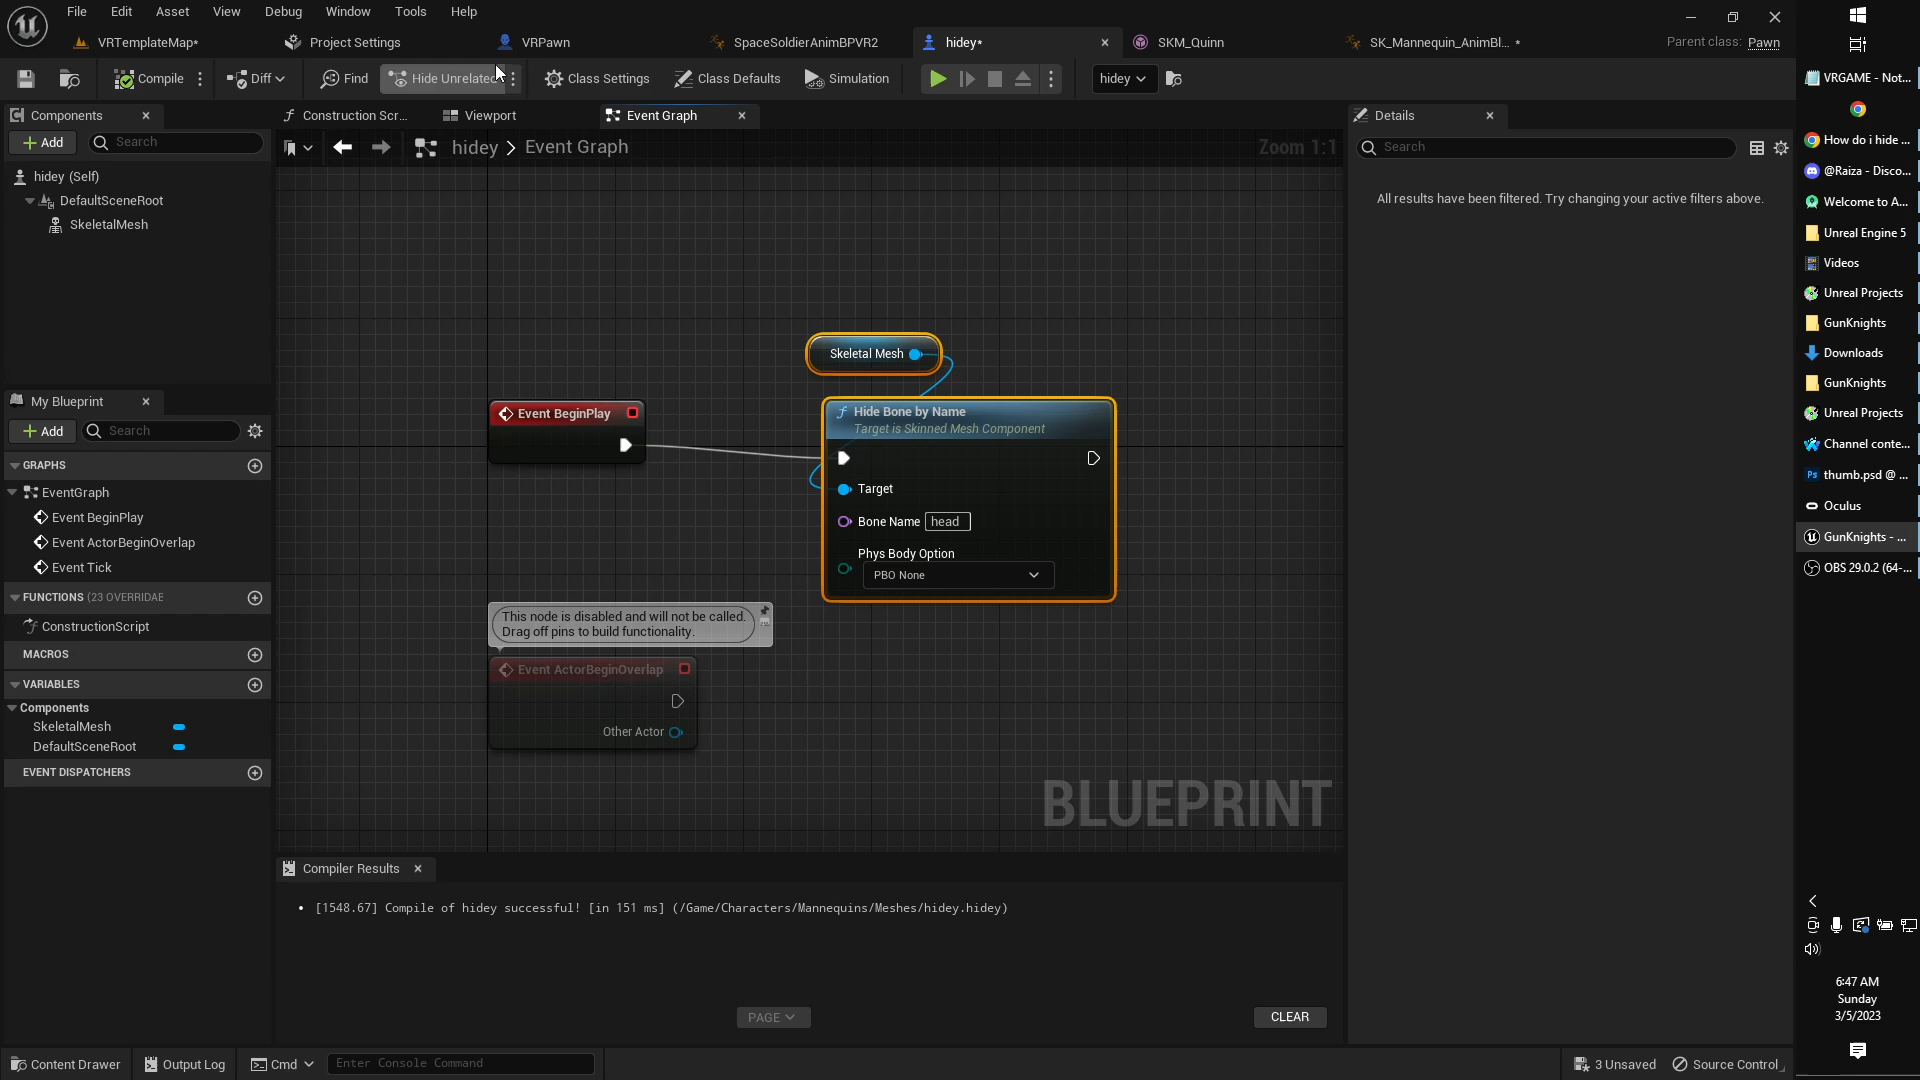 File Edit Asset View Debug Window Tools Help
VRTemplateMap* Project Settings VRPawn SpaceSoldierAnimBPVR2 hidey* SKM_Quinn SK_Mannequin_AnimBl... * Parent class: Pawn
Compile Diff Find Hide Unrelated Class Settings Class Defaults Simulation hidey
Components
Add Search
hidey (Self)
DefaultSceneRoot
SkeletalMesh
My Blueprint
Add Search
GRAPHS
EventGraph
Event BeginPlay
Event ActorBeginOverlap
Event Tick
FUNCTIONS (23 OVERRIDAE
ConstructionScript
MACROS
VARIABLES
Components
SkeletalMesh
DefaultSceneRoot
EVENT DISPATCHERS
Construction Scr... Viewport Event Graph
hidey > Event Graph Zoom 1:1
Skeletal Mesh
Event BeginPlay
Hide Bone by Name
Target is Skinned Mesh Component
Target
Bone Name head
Phys Body Option
PBO None
This node is disabled and will not be called.
Drag off pins to build functionality.
Event ActorBeginOverlap
Other Actor
BLUEPRINT
Compiler Results
• [1548.67] Compile of hidey successful! [in 151 ms] (/Game/Characters/Mannequins/Meshes/hidey.hidey)
PAGE CLEAR
Details
Search
All results have been filtered. Try changing your active filters above.
Content Drawer Output Log Cmd Enter Console Command 3 Unsaved Source Control
VRGAME - Not...
How do i hide ...
@Raiza - Disco...
Welcome to A...
Unreal Engine 5
Videos
Unreal Projects
GunKnights
Downloads
GunKnights
Unreal Projects
Channel conte...
Ps thumb.psd @ ...
Oculus
GunKnights - ...
OBS 29.0.2 (64-...
6:47 AM
Sunday
3/5/2023